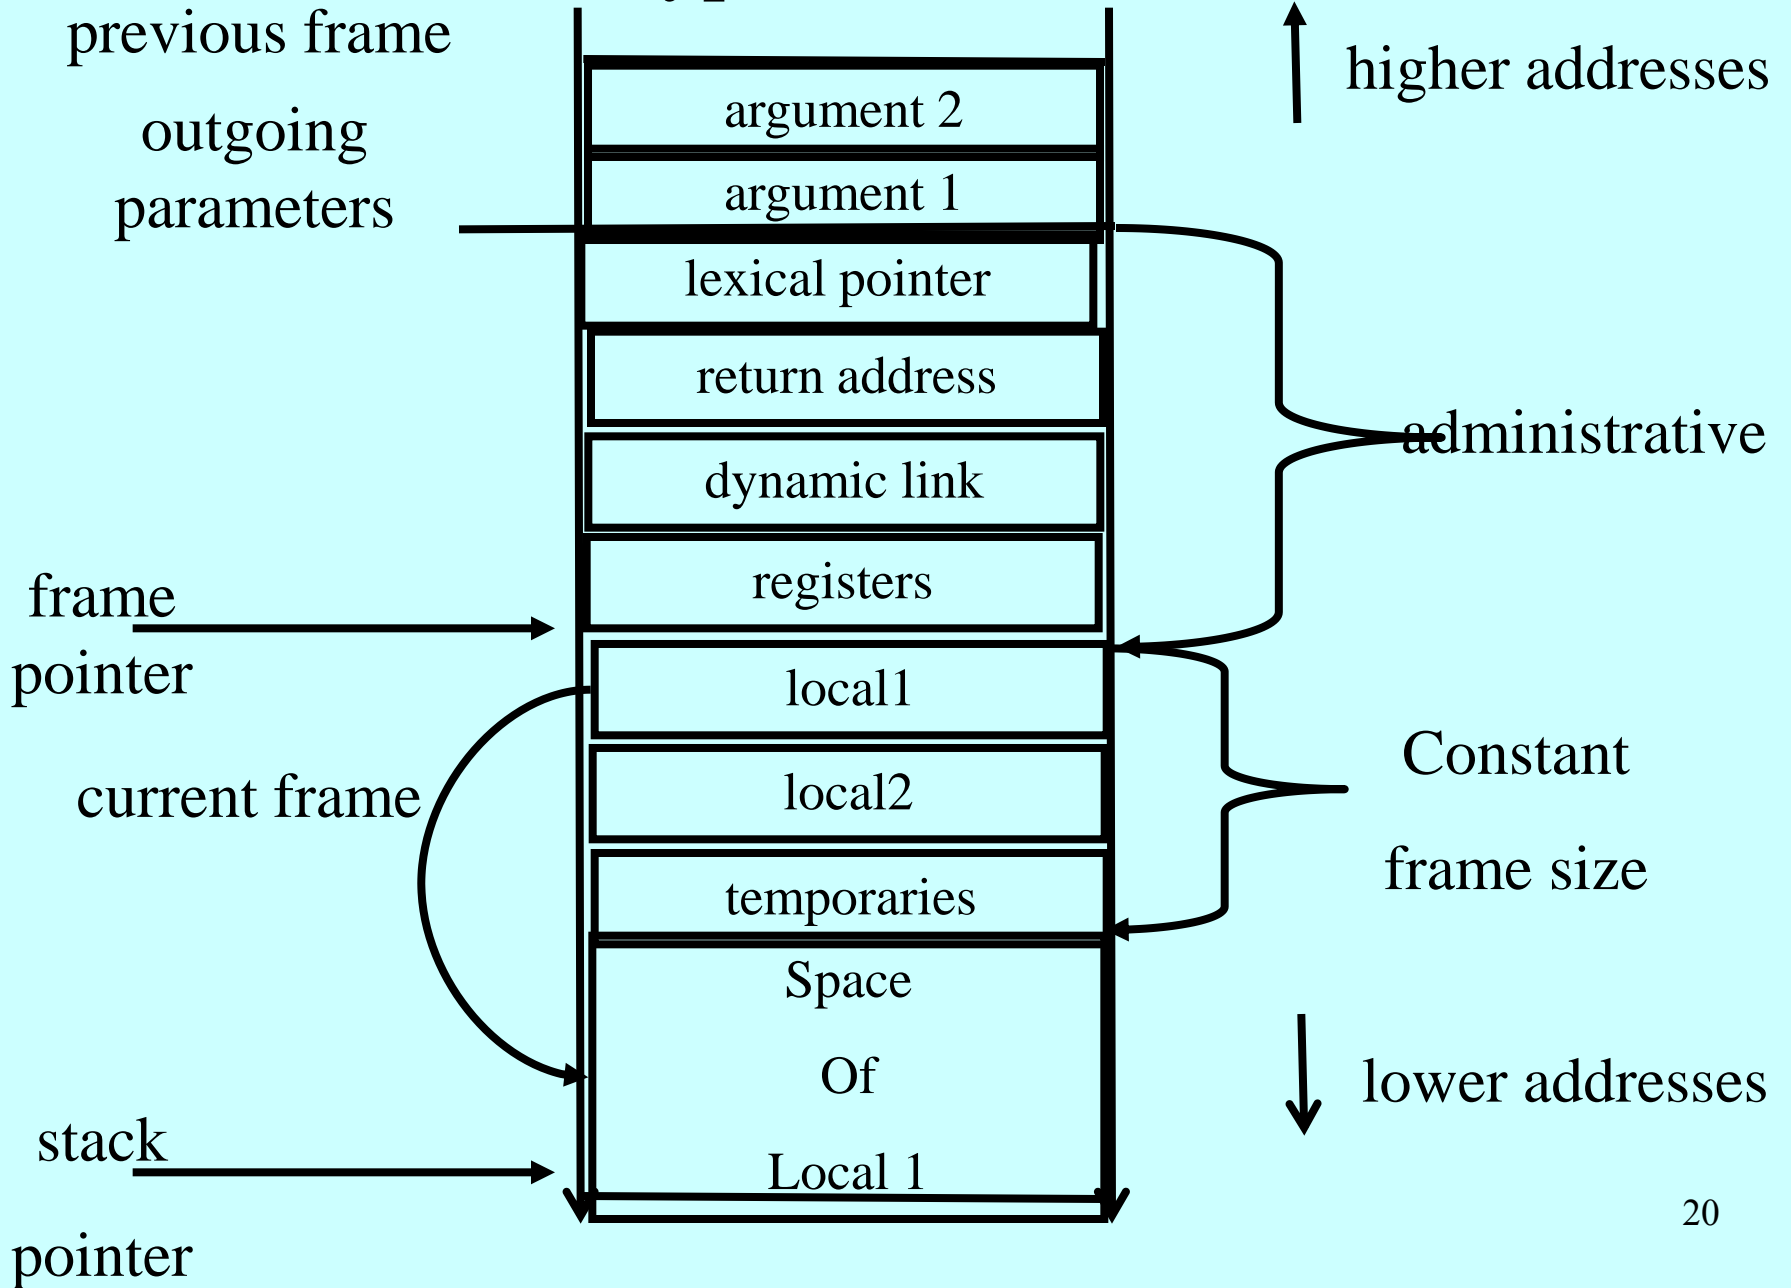 previous frame
higher addresses
argument 2
outgoing
parameters
argument 1
lexical pointer
return address
administrative
dynamic link
registers
frame
pointer
local1
Constant
current frame
local2
frame size
temporaries
Space
Of
lower addresses
stack
Local 1
20
pointer